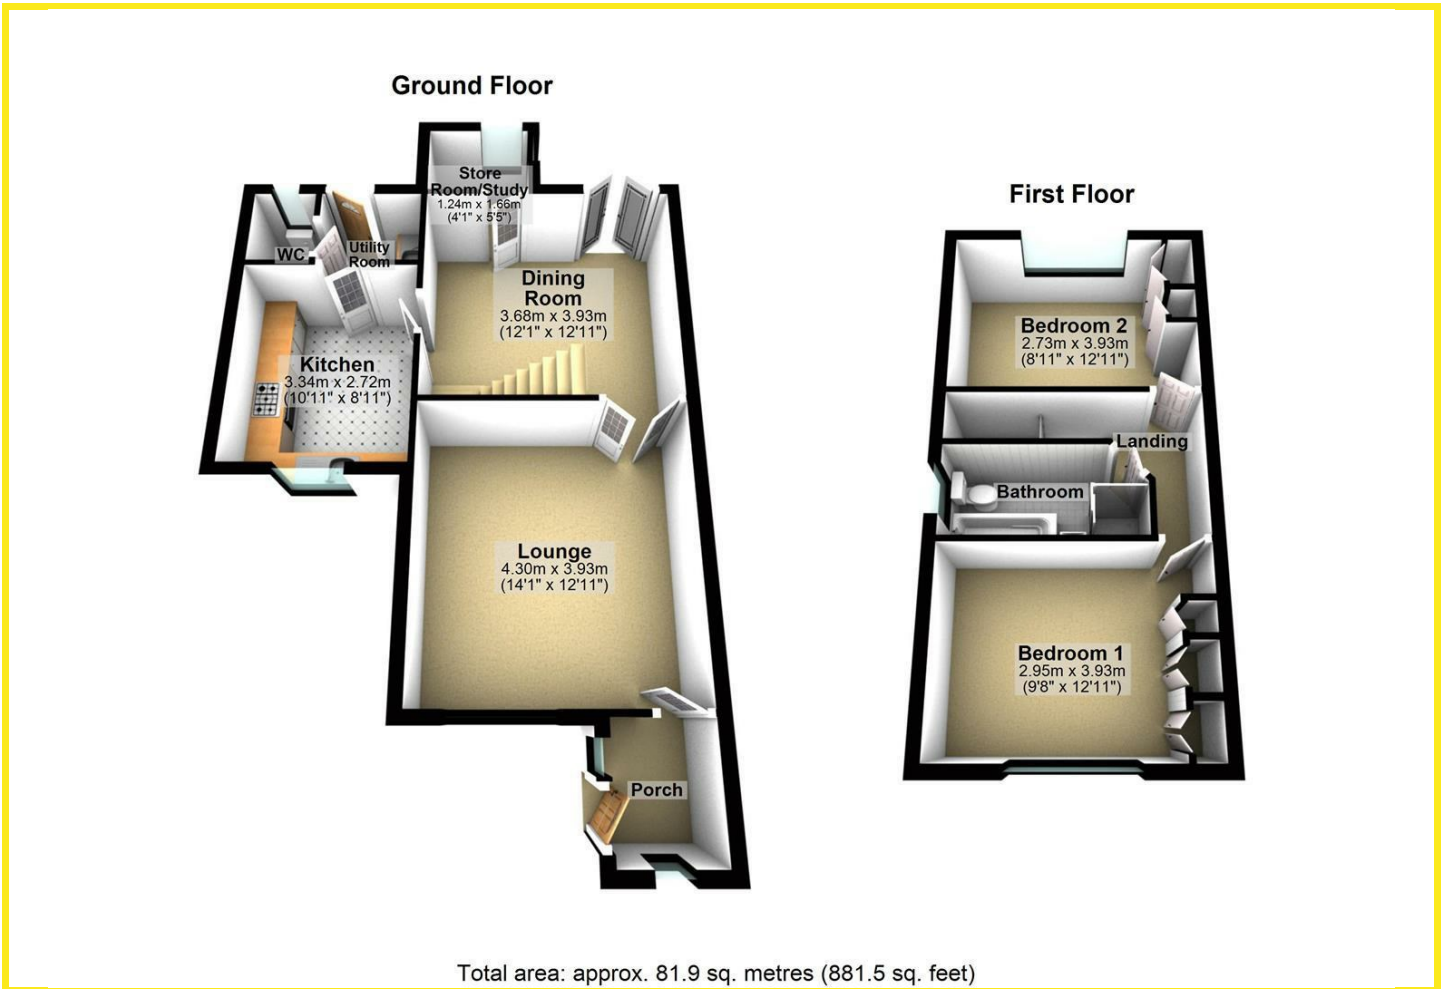 Ground Floor
Store
Room/Study
1.24m x 1.66m
(4'1" x 5'5")
WC
Utility
Room
Dining
Room
3.68m x 3.93m
(12'1" x 12'11")
Kitchen
3.34m x 2.72m
(10'11" x 8'11")
Lounge
4.30m x 3.93m
(14'1" x 12'11")
Porch
First Floor
Bedroom 2
2.73m x 3.93m
(8'11" x 12'11")
Landing
Bathroom
Bedroom 1
2.95m x 3.93m
(9'8" x 12'11")
Total area: approx. 81.9 sq. metres (881.5 sq. feet)